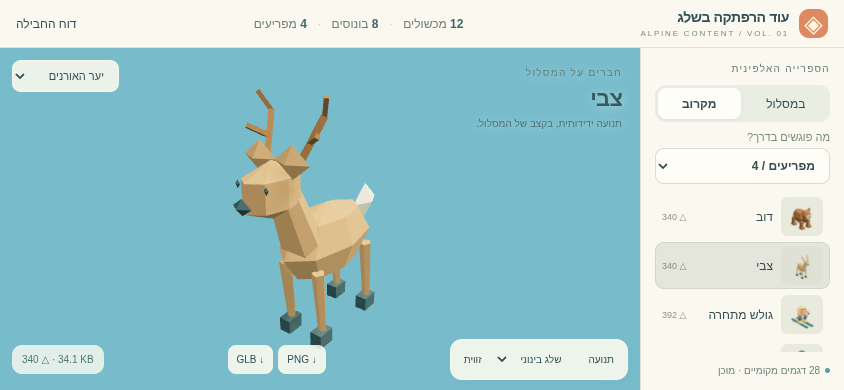 עוד הרפתקה בשלג
ALPINE CONTENT / VOL. 01
12 מכשולים · 8 בונוסים · 4 מפריעים
דוח החבילה
הספרייה האלפינית
במסלול
מקרוב
מה פוגשים בדרך?
מפריעים / 4
דוב
340 △
צבי
340 △
גולש מתחרה
392 △
28 דגמים מקומיים · מוכן
חברים על המסלול
צבי
תנועה ידידותית, בקצב של המסלול.
יער האורנים
תנועה
שלג בינוני
זווית
PNG ↓
GLB ↓
340 △ · 34.1 KB